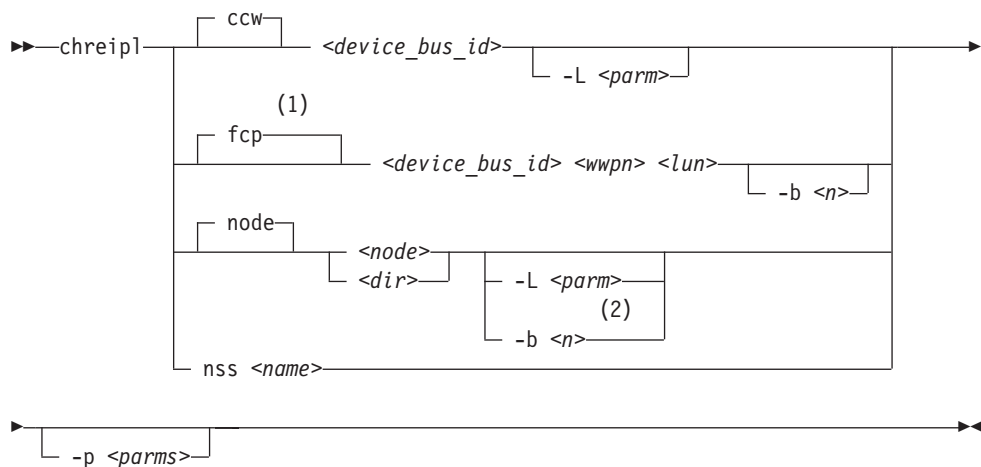 ccw
chreipl <device_bus_id>
-L <parm>
(1)
fcp
<device_bus_id> <wwpn> <lun>
-b <n>
node
<node>
<dir>
-L <parm>
(2)
-b <n>
nss <name>
-p <parms>